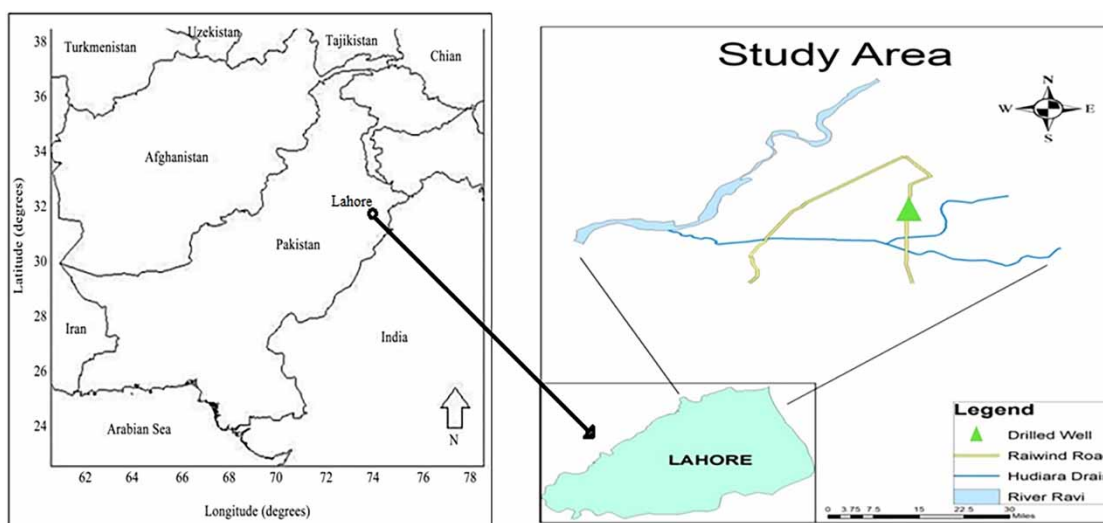 38
36
34
32
30
28
26
24
Latitude (degrees)
Uzekistan
Turkmenistan
Tajikistan
Chian
Afghanistan
Lahore
Pakistan
Iran
India
Arabian Sea
N
62 64 66 68 70 72 74 76 78
Longitude (degrees)
Study Area
N
W E
S
LAHORE
Legend
Drilled Well
Raiwind Road
Hudiara Drain
River Ravi
0 3.75 7.5 15 22.5 30
Miles